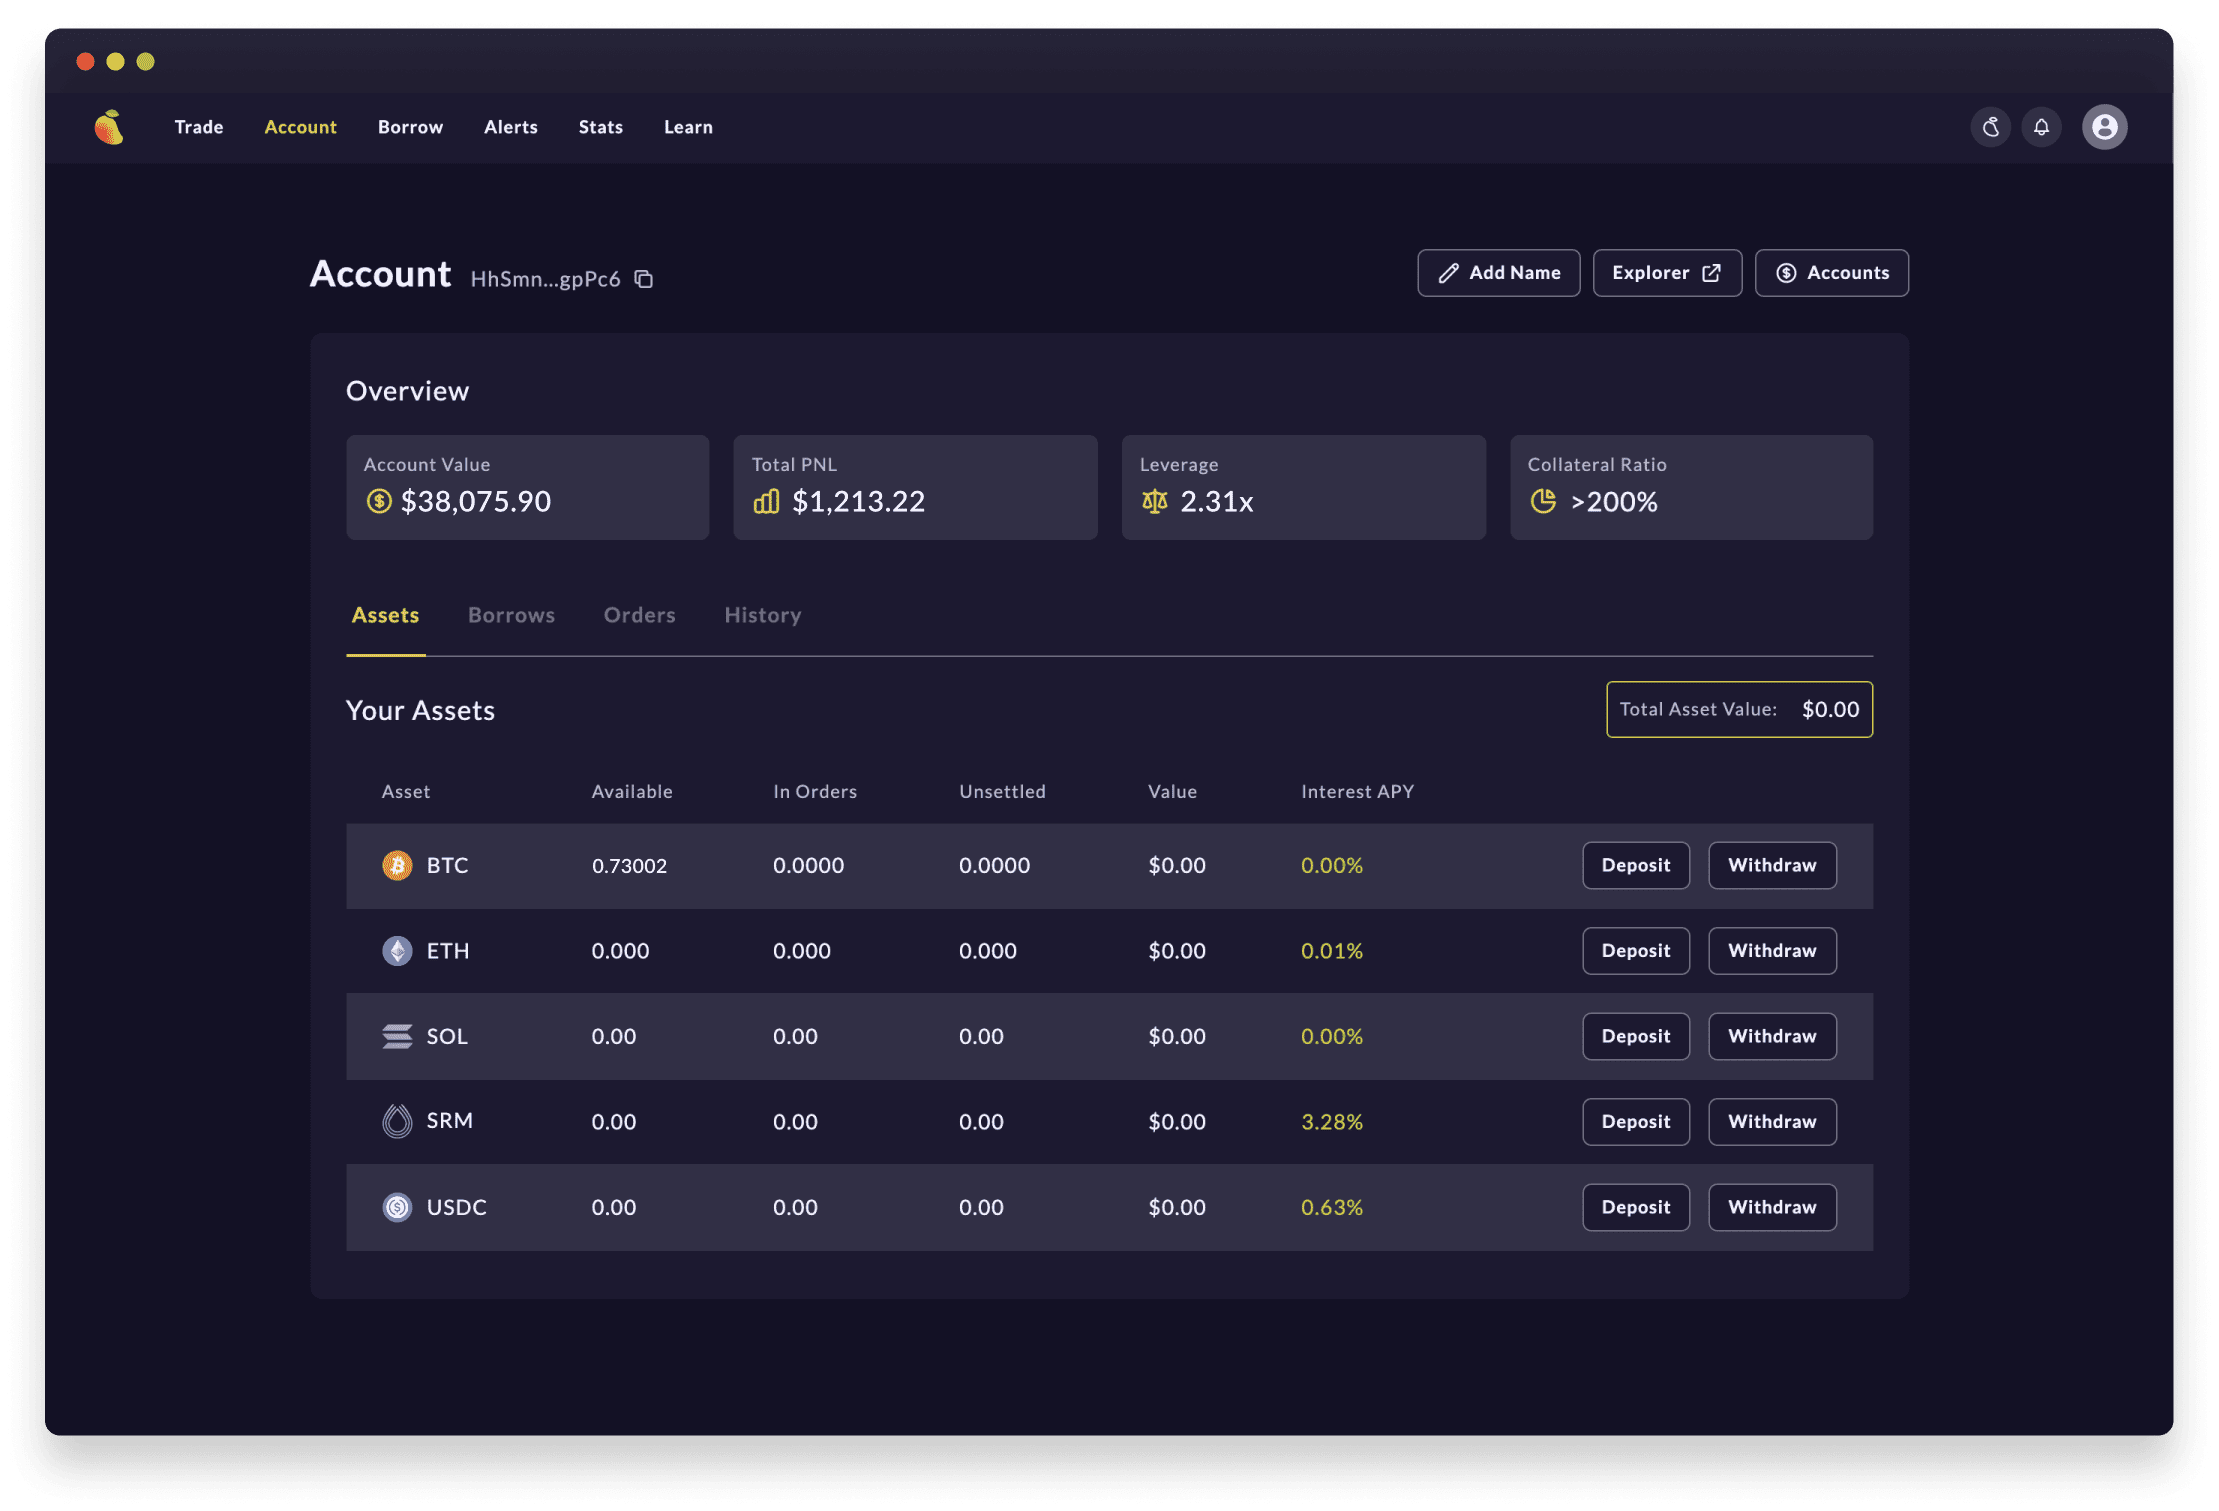 Trade Account Borrow Alerts Stats Learn
Account HhSmn...gpPc6 Add Name Explorer Accounts
Overview
Account Value Total PNL Leverage Collateral Ratio
$38,075.90 $1,213.22 2.31x >200%
Assets Borrows Orders History
Your Assets Total Asset Value: $0.00
Asset Available In Orders Unsettled Value Interest APY
BTC 0.73002 0.0000 0.0000 $0.00 0.00% Deposit Withdraw
ETH 0.000 0.000 0.000 $0.00 0.01% Deposit Withdraw
SOL 0.00 0.00 0.00 $0.00 0.00% Deposit Withdraw
SRM 0.00 0.00 0.00 $0.00 3.28% Deposit Withdraw
USDC 0.00 0.00 0.00 $0.00 0.63% Deposit Withdraw